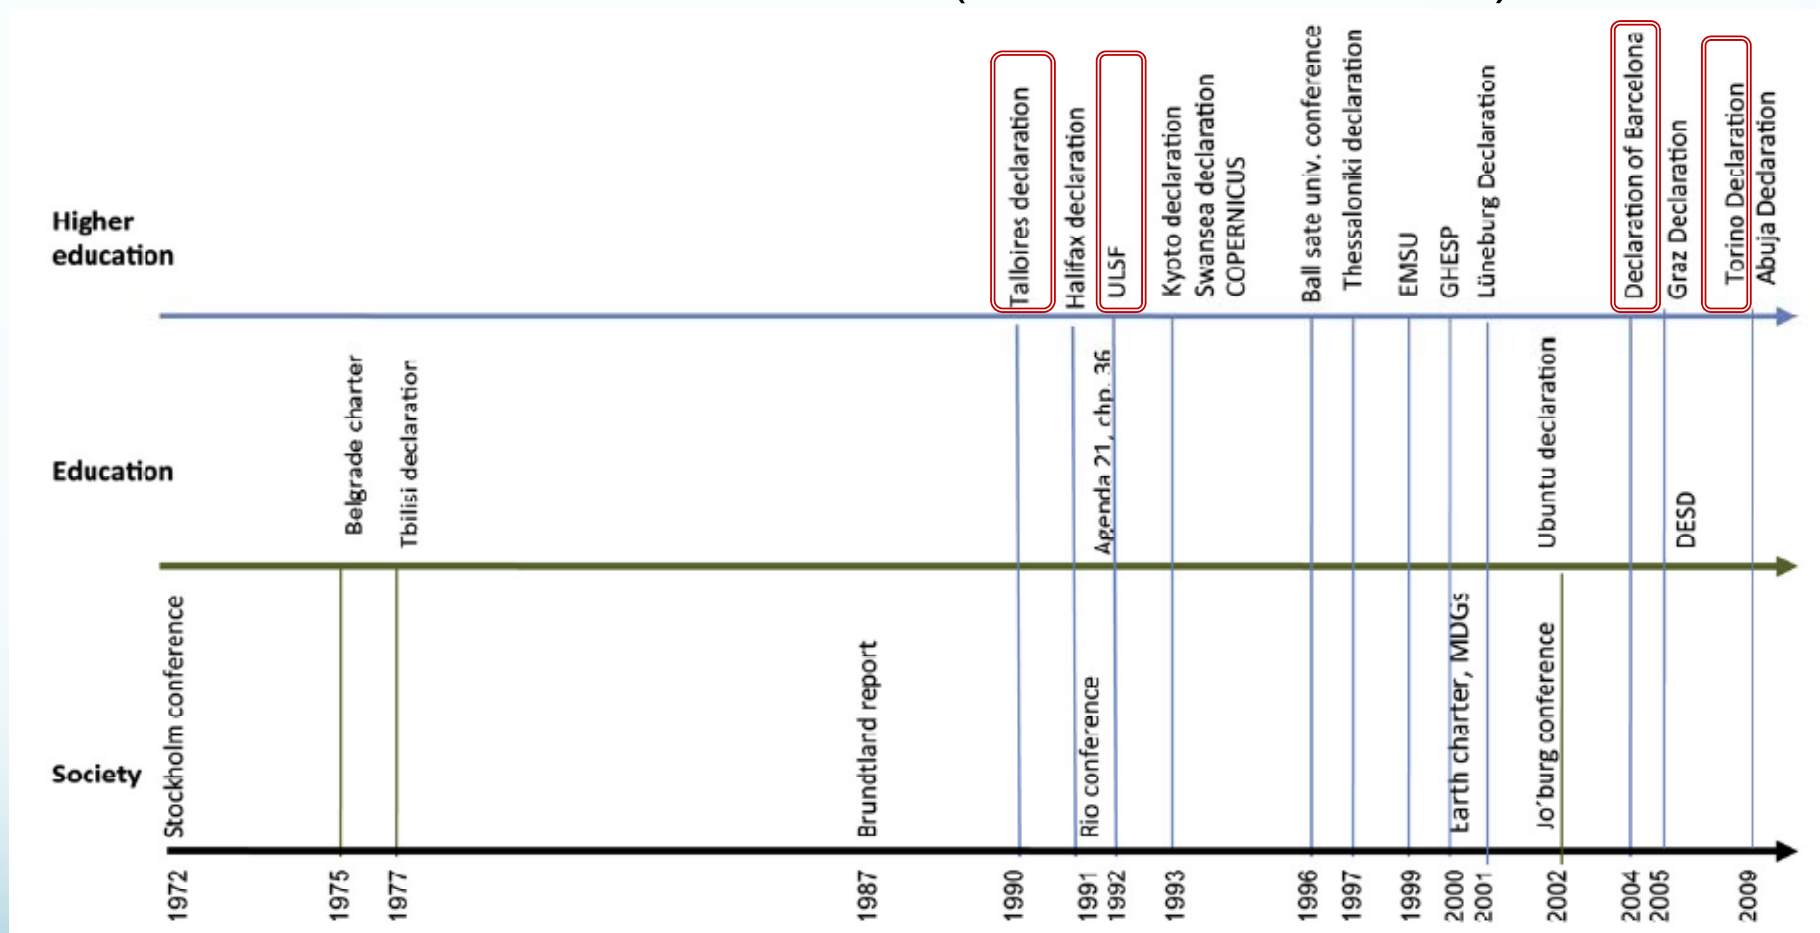 Higher
education
Talloires declaration
Halifax declaration
ULSF
Kyoto declaration
Swansea declaration
COPERNICUS
Ball sate univ. conference
Thessaloniki declaration
EMSU
GHESP
Lüneburg Declaration
Declaration of Barcelona
Graz Declaration
Torino Declaration
Abuja Declaration
Education
Belgrade charter
Tbilisi declaration
Agenda 21, chp. 36
Ubuntu declaration
DESD
Society
Stockholm conference
Brundtland report
Rio conference
Earth charter, MDGs
Jo'burg conference
1972
1975
1977
1987
1990
1991
1992
1993
1996
1997
1999
2000
2001
2002
2004
2005
2009